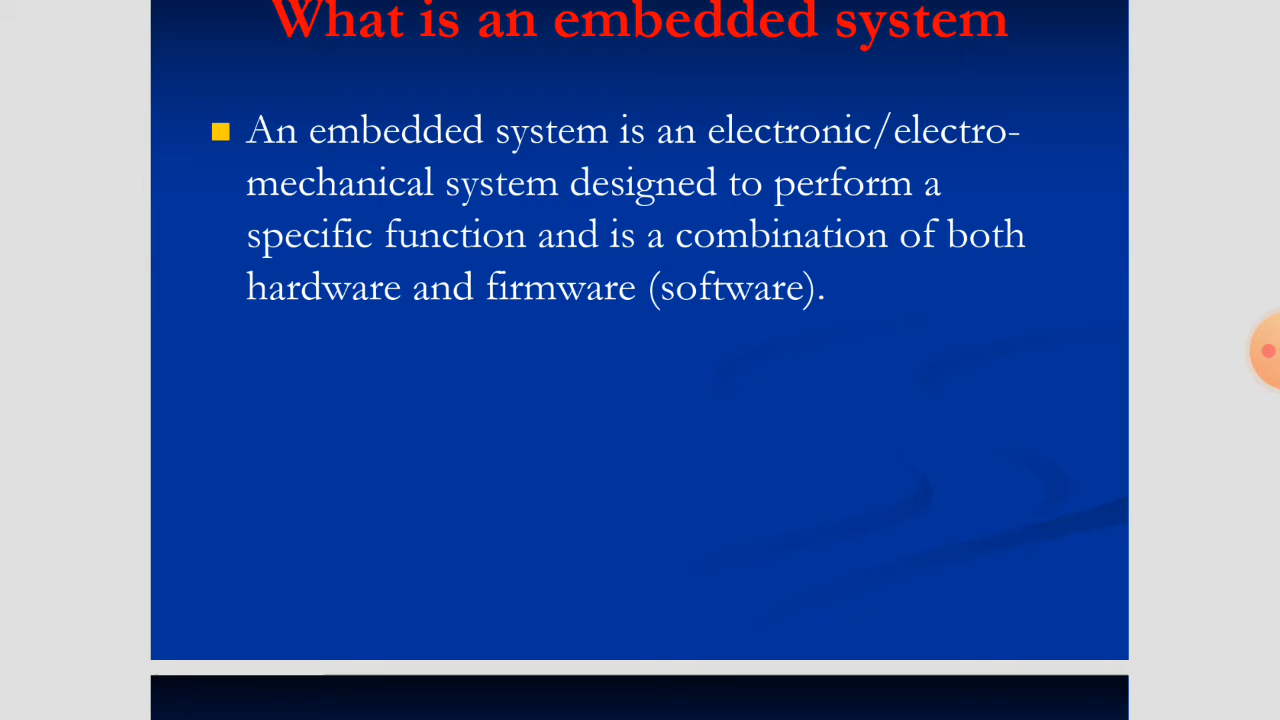 What is an embedded system
An embedded system is an electronic/electro-
mechanical system designed to perform a
specific function and is a combination of both
hardware and firmware (software).